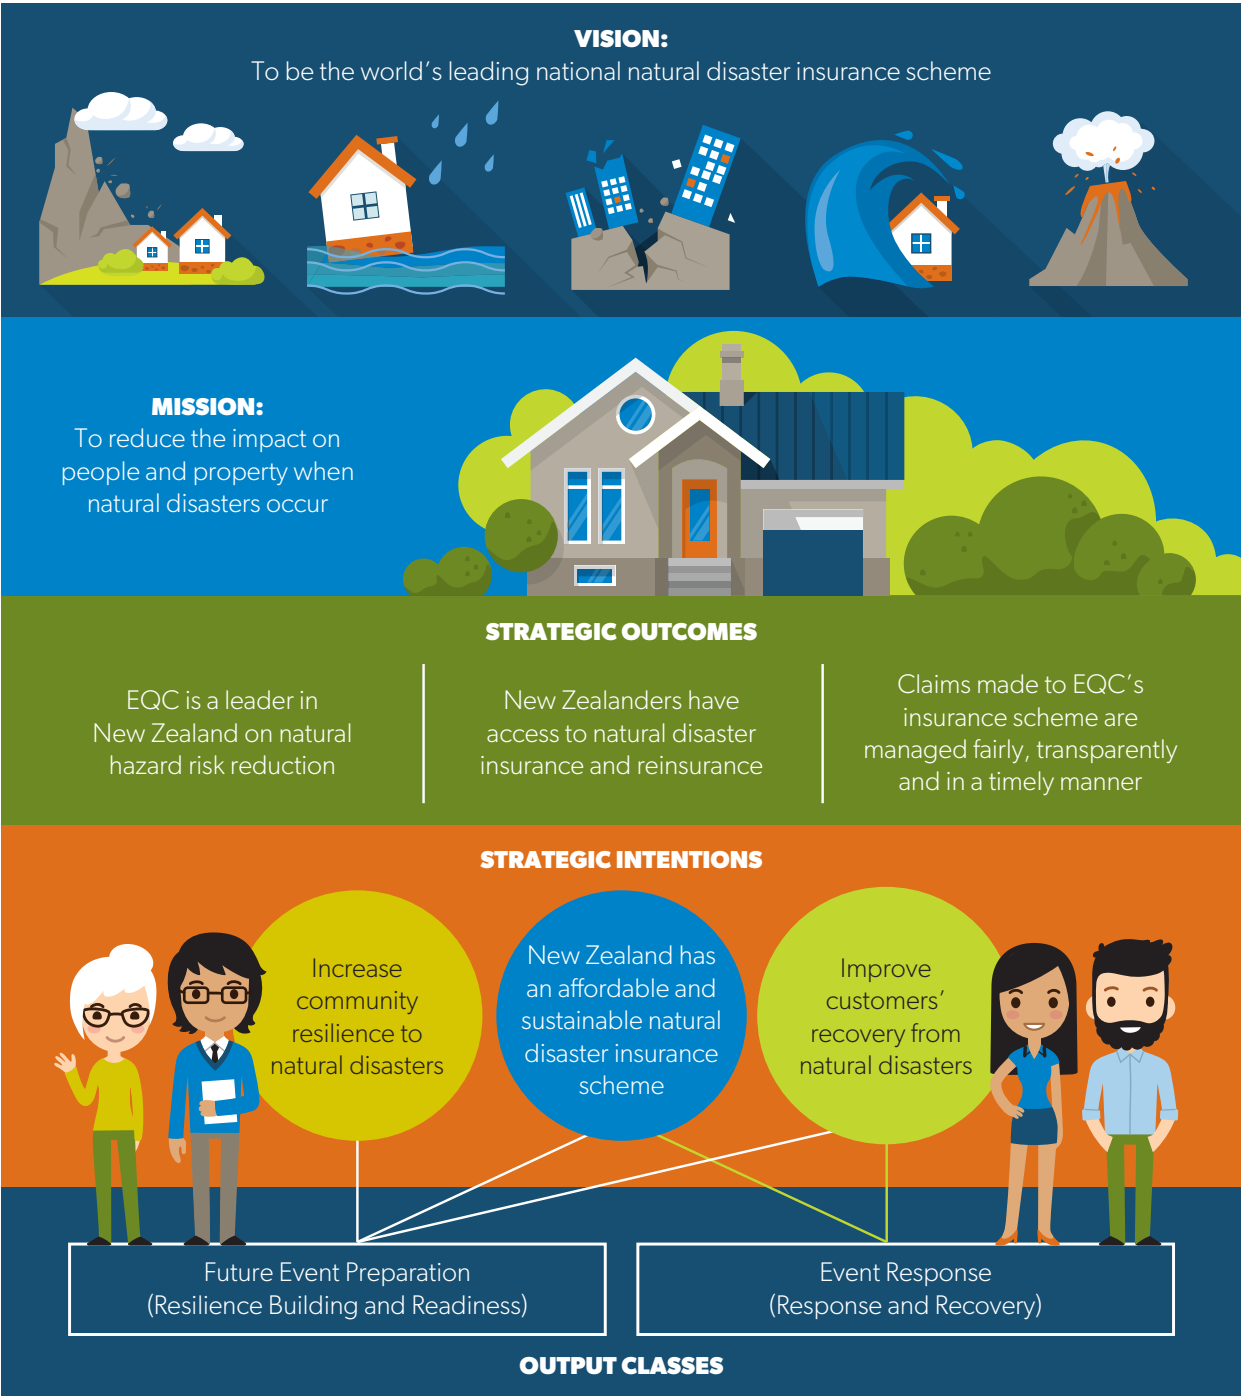 VISION:
To be the world's leading national natural disaster insurance scheme
MISSION:
To reduce the impact on
people and property when
natural disasters occur
STRATEGIC OUTCOMES
EQC is a leader in
New Zealand on natural
hazard risk reduction
New Zealanders have
access to natural disaster
insurance and reinsurance
Claims made to EQC's
insurance scheme are
managed fairly, transparently
and in a timely manner
STRATEGIC INTENTIONS
Increase
community
resilience to
natural disasters
New Zealand has
an affordable and
sustainable natural
disaster insurance
scheme
Improve
customers'
recovery from
natural disasters
Future Event Preparation
(Resilience Building and Readiness)
Event Response
(Response and Recovery)
OUTPUT CLASSES